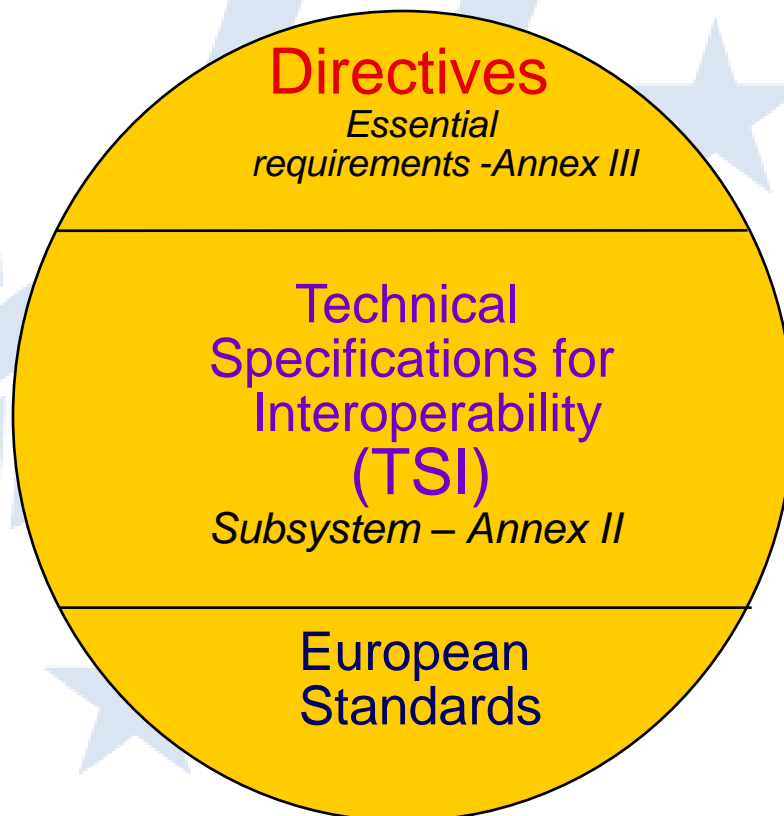 Directives
Essential
requirements -Annex III
Technical
Specifications for
Interoperability
(TSI)
Subsystem – Annex II
European
Standards